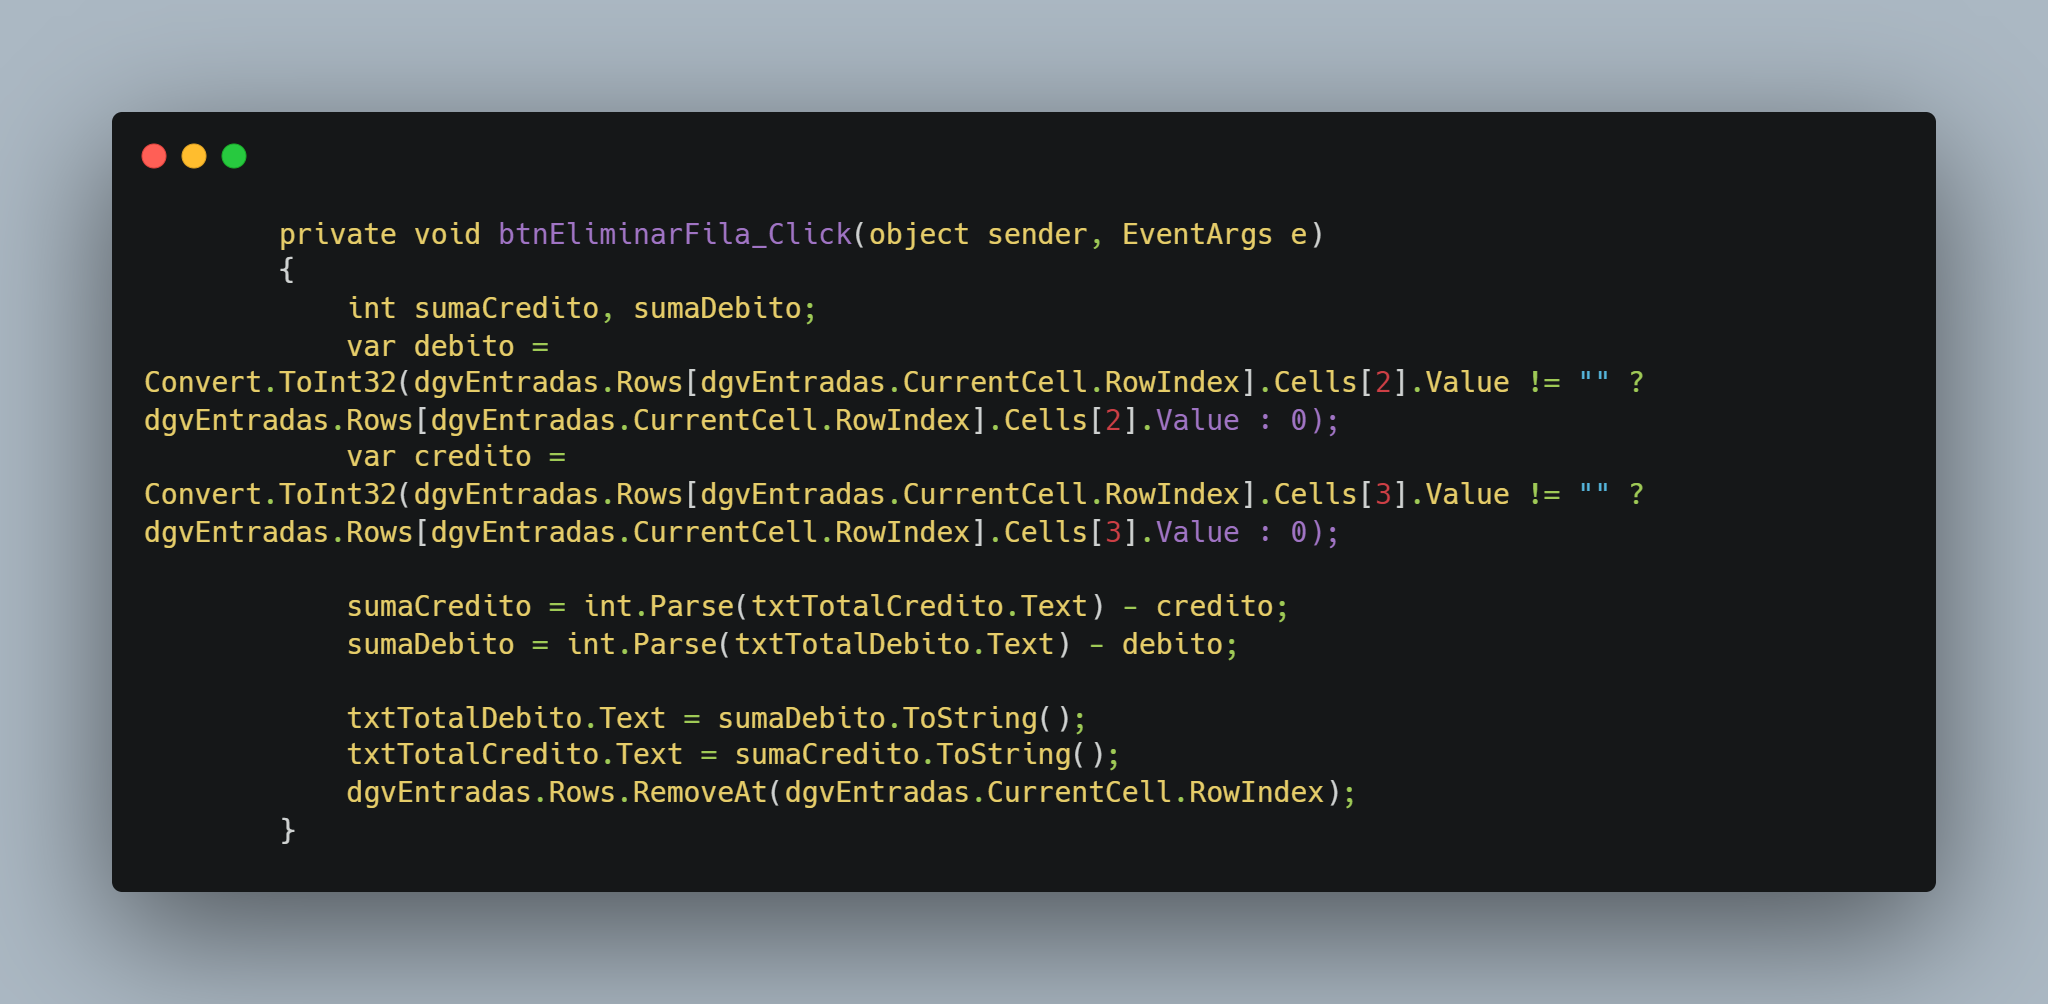 private void btnEliminarFila_Click(object sender, EventArgs e)
{
int sumaCredito, sumaDebito;
var debito =
Convert.ToInt32(dgvEntradas.Rows[dgvEntradas.CurrentCell.RowIndex].Cells[2].Value != "" ?
dgvEntradas.Rows[dgvEntradas.CurrentCell.RowIndex].Cells[2].Value : 0);
var credito =
Convert.ToInt32(dgvEntradas.Rows[dgvEntradas.CurrentCell.RowIndex].Cells[3].Value != "" ?
dgvEntradas.Rows[dgvEntradas.CurrentCell.RowIndex].Cells[3].Value : 0);
sumaCredito = int.Parse(txtTotalCredito.Text) - credito;
sumaDebito = int.Parse(txtTotalDebito.Text) - debito;
txtTotalDebito.Text = sumaDebito.ToString();
txtTotalCredito.Text = sumaCredito.ToString();
dgvEntradas.Rows.RemoveAt(dgvEntradas.CurrentCell.RowIndex);
}